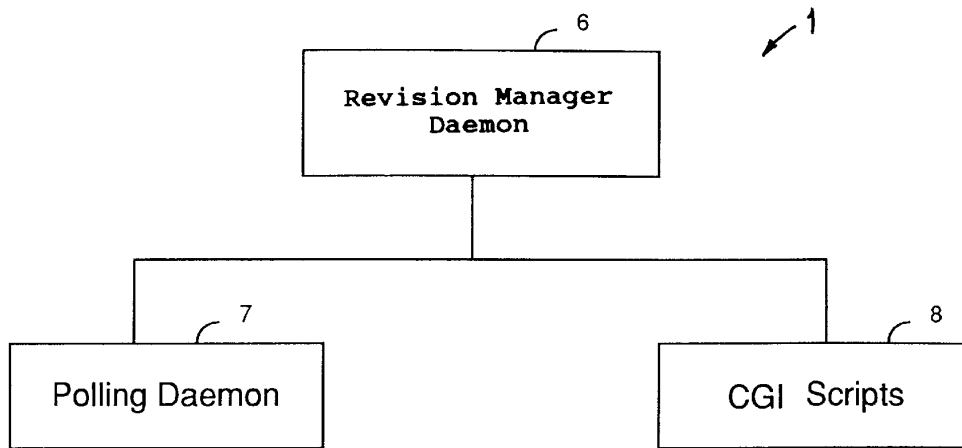 6
1
Revision Manager
Daemon
7
8
Polling Daemon
CGI Scripts